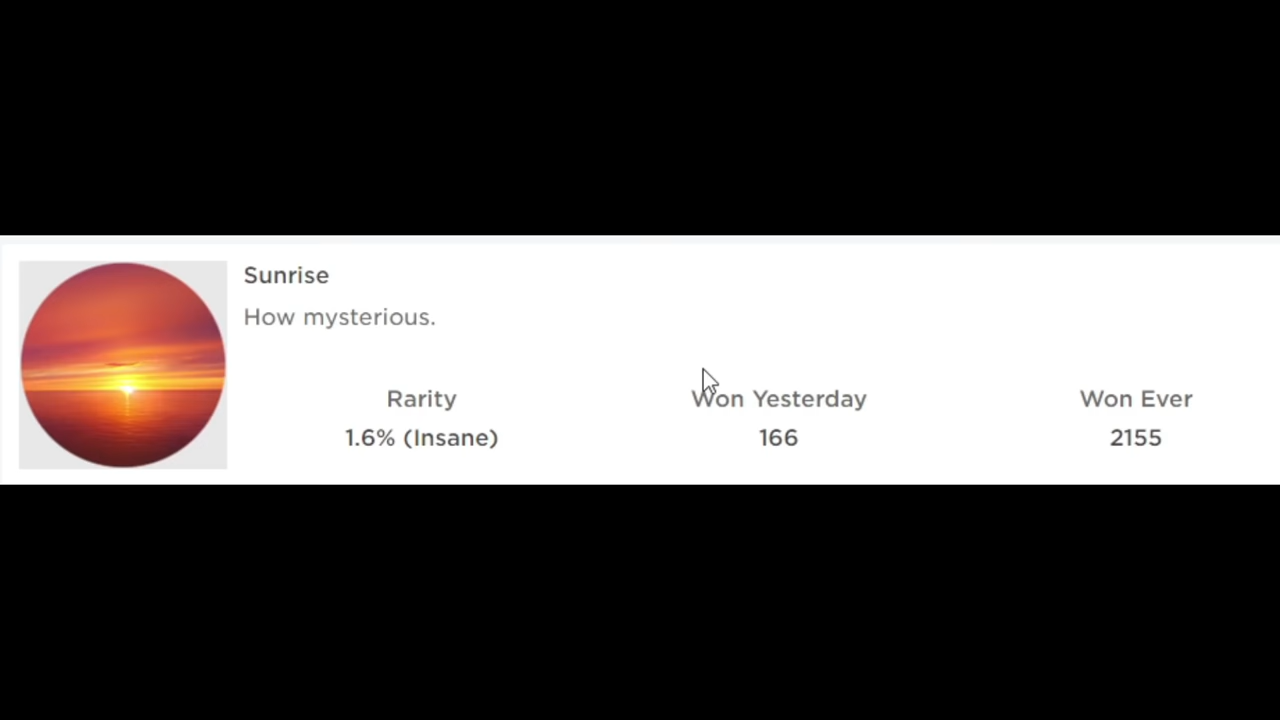 Sunrise
How mysterious.
Rarity Won Yesterday Won Ever
1.6% (Insane) 166 2155